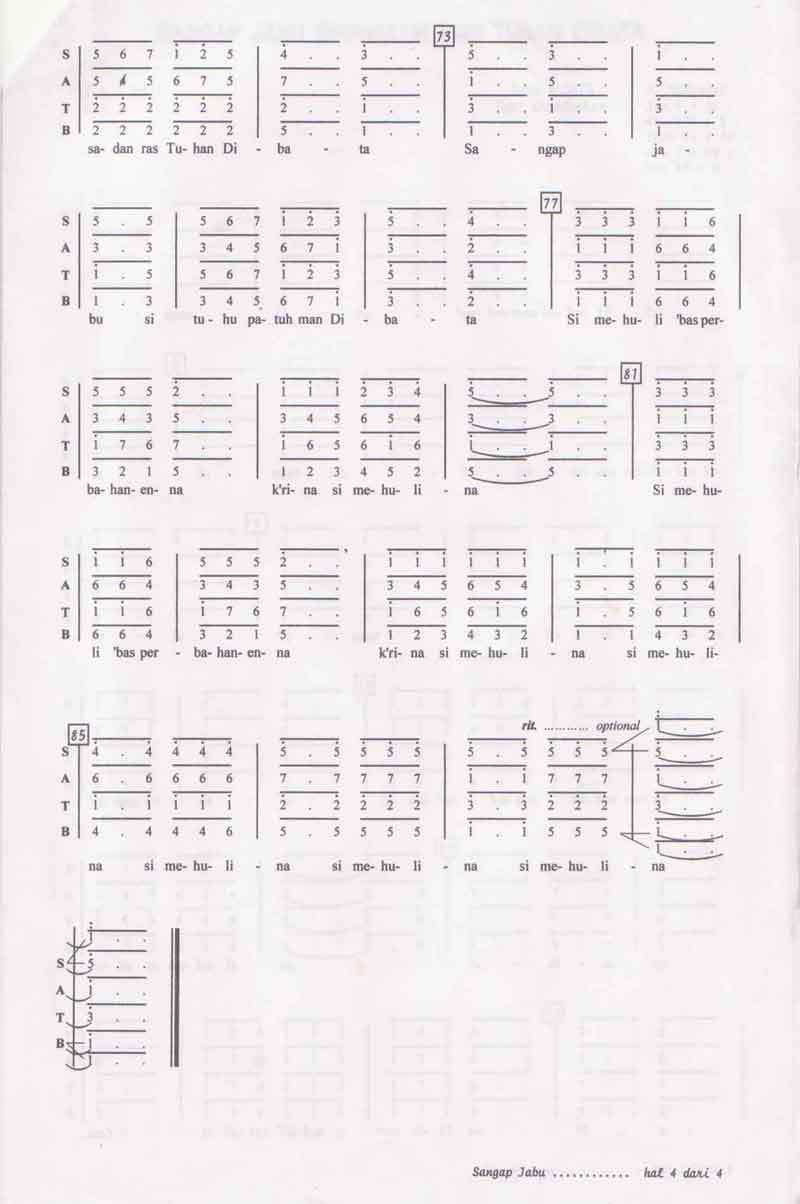 73
S 5 6 7 1 2 5 4 . . 3 . . 5 . . 3 . . 1 . .
A 5 4 5 6 7 5 7 . . 5 . . 1 . . 5 . . 5 . .
T 2 2 2 2 2 2 2 . . 1 . . 3 . . 1 . . 3 . .
B 2 2 2 2 2 2 5 . . 1 . . 1 . . 3 . . 1 . .
sa- dan ras Tu- han Di - ba - ta Sa - ngap ja -
77
S 5 . 5 5 6 7 1 2 3 5 . . 4 . . 3 3 3 1 1 6
A 3 . 3 3 4 5 6 7 1 3 . . 2 . . 1 1 1 6 6 4
T 1 . 5 5 6 7 1 2 3 5 . . 4 . . 3 3 3 1 1 6
B 1 . 3 3 4 5 6 7 1 3 . . 2 . . 1 1 1 6 6 4
bu si tu - hu pa- tuh man Di - ba - ta Si me- hu- li 'bas per-
81
S 5 5 5 2 . . 1 1 1 2 3 4 5 . . 5 . . 3 3 3
A 3 4 3 5 . . 3 4 5 6 5 4 3 . . 3 . . 1 1 1
T 1 7 6 7 . . 1 6 5 6 1 6 1 . . 1 . . 3 3 3
B 3 2 1 5 . . 1 2 3 4 5 2 5 . . 5 . . 1 1 1
ba- han- en- na k'ri- na si me- hu- li - na Si me- hu-
S 1 1 6 5 5 5 2 . . ' 1 1 1 1 1 1 1 . 1 1 1 1
A 6 6 4 3 4 3 5 . . 3 4 5 6 5 4 3 . 5 6 5 4
T 1 1 6 1 7 6 7 . . 1 6 5 6 1 6 1 . 5 6 1 6
B 6 6 4 3 2 1 5 . . 1 2 3 4 3 2 1 . 1 4 3 2
li 'bas per - ba- han- en- na k'ri- na si me- hu- li - na si me- hu- li-
85 rit. ............ optional 1 . .
S 4 . 4 4 4 4 5 . 5 5 5 5 5 . 5 5 5 5 5 . .
A 6 . 6 6 6 6 7 . 7 7 7 7 1 . 1 7 7 7 1 . .
T 1 . 1 1 1 1 2 . 2 2 2 2 3 . 3 2 2 2 3 . .
B 4 . 4 4 4 6 5 . 5 5 5 5 1 . 1 5 5 5 1 . .
1 . .
na si me- hu- li - na si me- hu- li - na si me- hu- li - na
1 . .
S 5 . .
A 1 . .
T 3 . .
B 1 . .
1 . .
Sangap Jabu ............ hal 4 dari 4